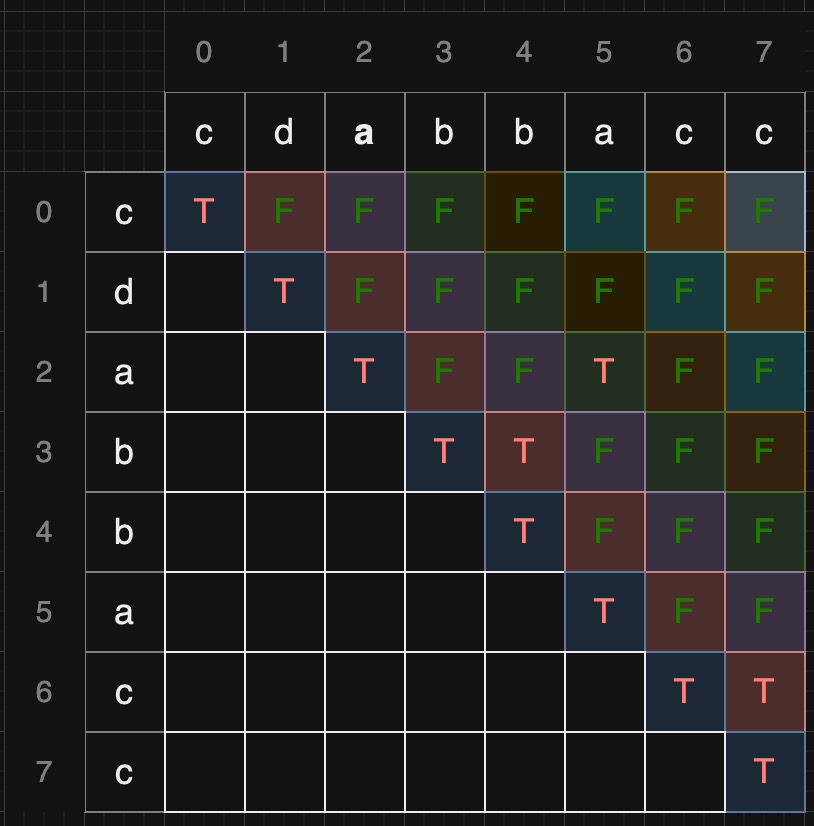 0 1 2 3 4 5 6 7
c d a b b a c c
0 c T F F F F F F F
1 d T F F F F F F
2 a T F F T F F
3 b T T F F F
4 b T F F F
5 a T F F
6 c T T
7 c T